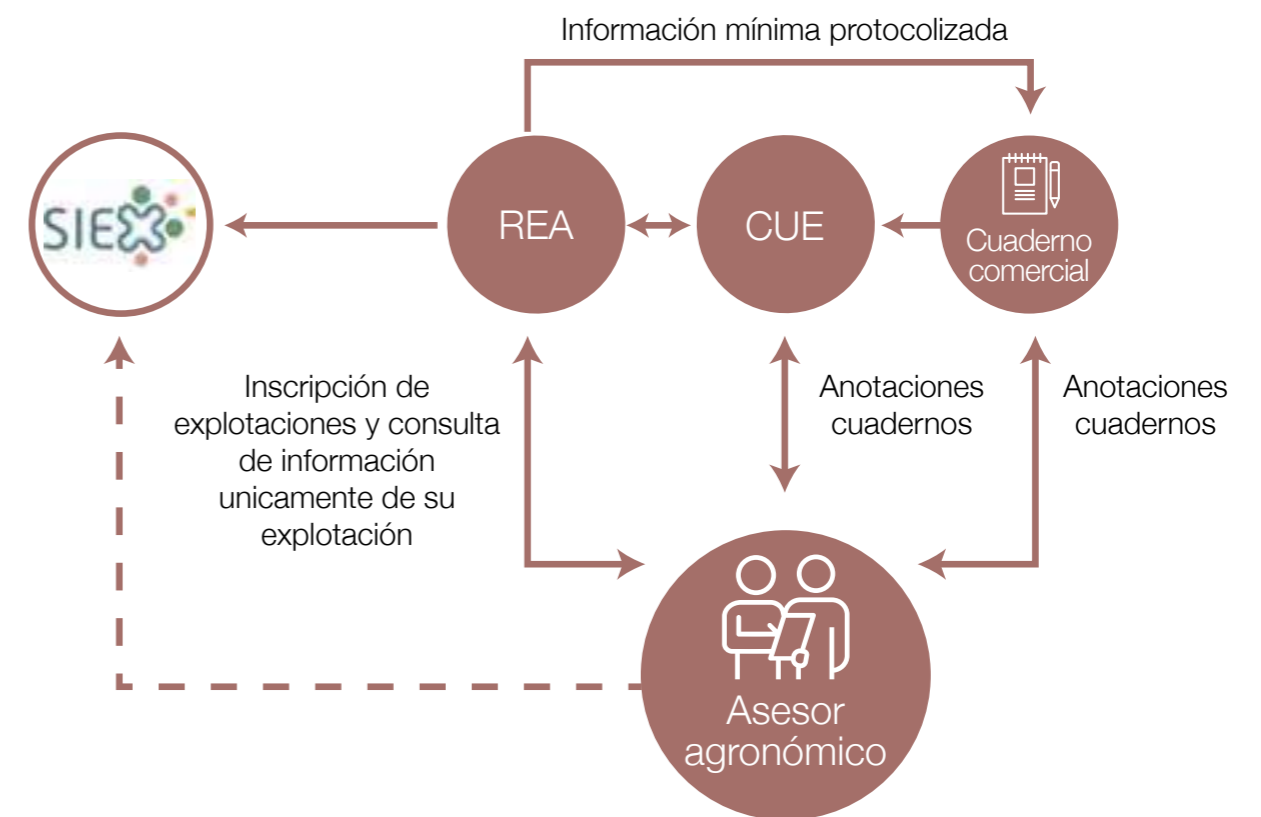 Información mínima protocolizada
SIEX
REA
CUE
Cuaderno
comercial
Inscripción de
explotaciones y consulta
de información
unicamente de su
explotación
Anotaciones
cuadernos
Anotaciones
cuadernos
Asesor
agronómico